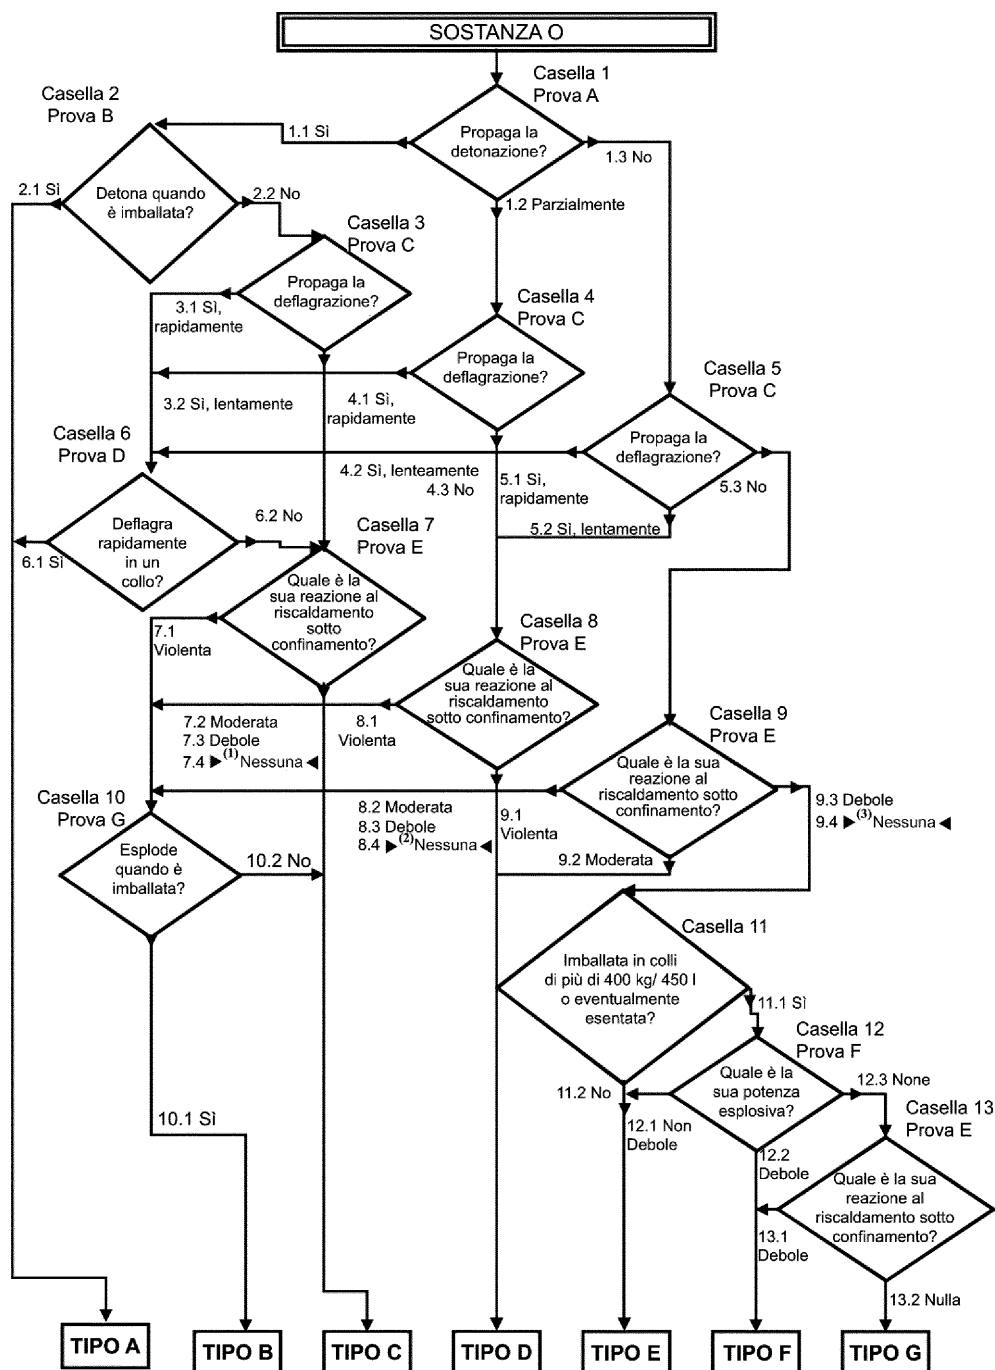 SOSTANZA O
Casella 1
Prova A
Propaga la
detonazione?
Casella 2
Prova B
1.1 Sì
1.3 No
2.1 Sì
Detona quando
è imballata?
2.2 No
1.2 Parzialmente
Casella 3
Prova C
Propaga la
deflagrazione?
3.1 Sì,
rapidamente
Casella 4
Prova C
Propaga la
deflagrazione?
Casella 5
Prova C
3.2 Sì, lentamente
4.1 Sì,
rapidamente
Casella 6
Prova D
Propaga la
deflagrazione?
4.2 Sì, lenteamente
4.3 No
5.1 Sì,
rapidamente
5.3 No
5.2 Sì, lentamente
6.2 No
Deflagra
rapidamente
in un
collo?
6.1 Sì
Casella 7
Prova E
Quale è la
sua reazione al
riscaldamento
sotto
confinamento?
7.1
Violenta
Casella 8
Prova E
Quale è la
sua reazione al
riscaldamento
sotto confinamento?
7.2 Moderata
7.3 Debole
7.4 ►(1)Nessuna ◄
8.1
Violenta
Casella 9
Prova E
Quale è la sua
reazione al
riscaldamento sotto
confinamento?
Casella 10
Prova G
8.2 Moderata
8.3 Debole
8.4 ►(2)Nessuna ◄
9.1
Violenta
9.3 Debole
9.4 ►(3)Nessuna ◄
9.2 Moderata
Esplode
quando è
imballata?
10.2 No
Casella 11
Imballata in colli
di più di 400 kg/ 450 l
o eventualmente
esentata?
11.1 Sì
Casella 12
Prova F
Quale è la
sua potenza
esplosiva?
11.2 No
12.3 None
10.1 Sì
12.1 Non
Debole
Casella 13
Prova E
12.2
Debole
Quale è la sua
reazione al
riscaldamento sotto
confinamento?
13.1
Debole
13.2 Nulla
TIPO A
TIPO B
TIPO C
TIPO D
TIPO E
TIPO F
TIPO G